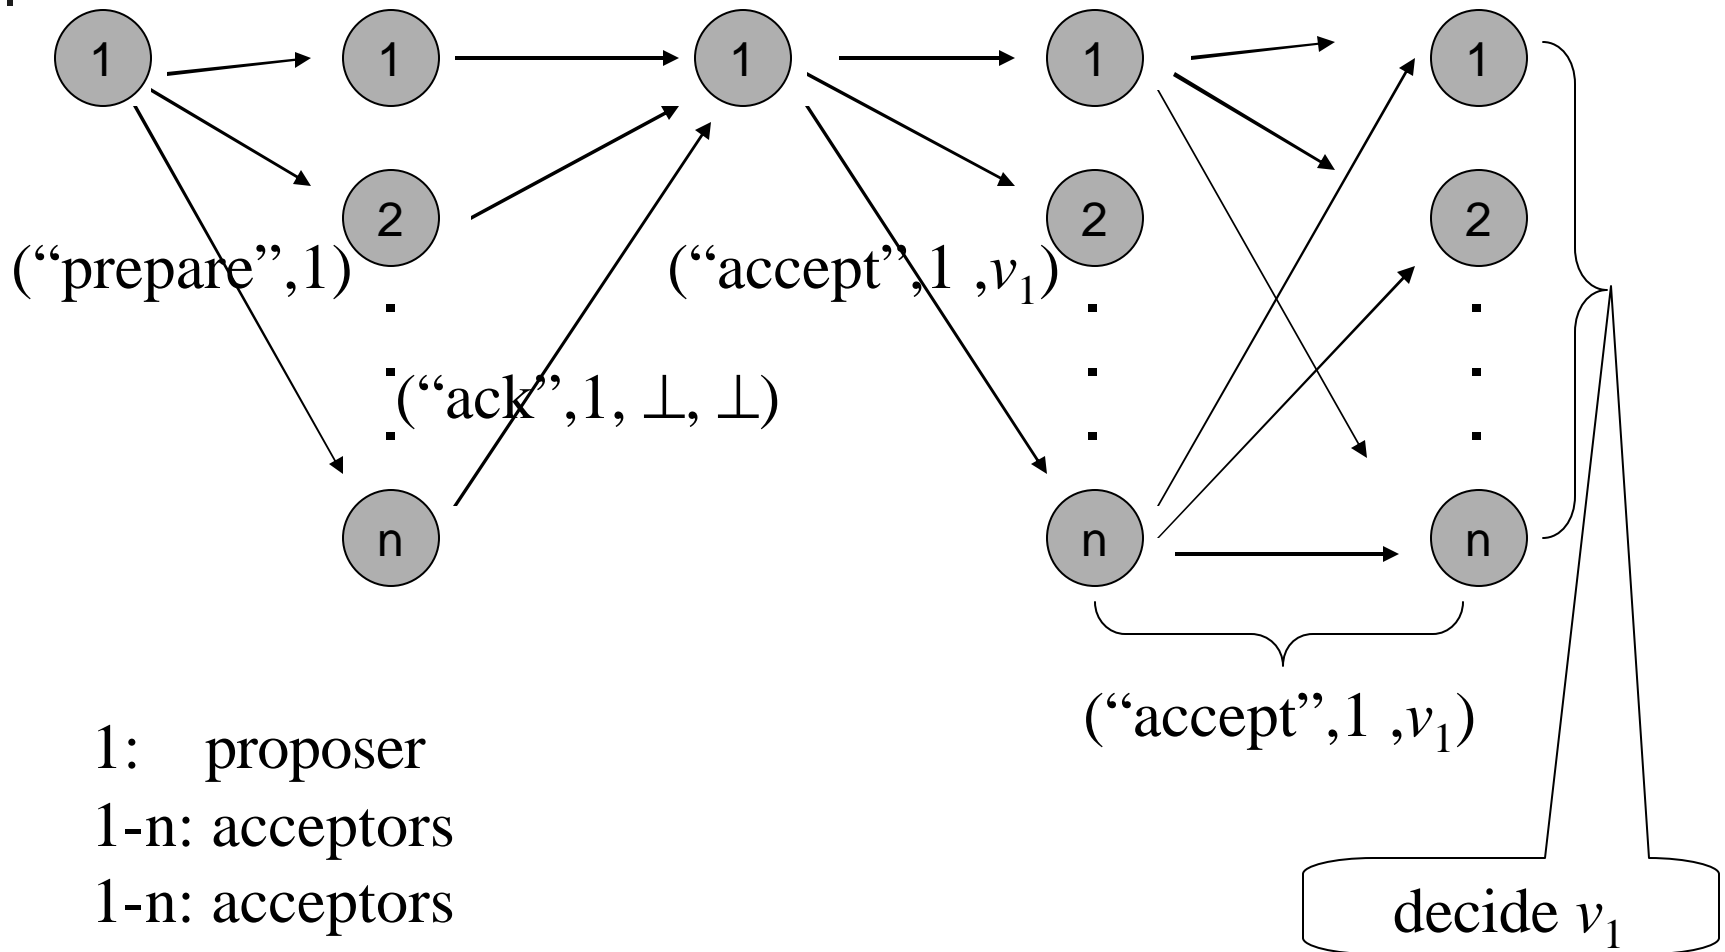 1 1 1 1 1
2 2 2
(“prepare”,1) (“accept”,1 ,v₁)
(“ack”,1, ⊥, ⊥)
n n n
(“accept”,1 ,v₁)
1: proposer
1-n: acceptors
1-n: acceptors
decide v₁